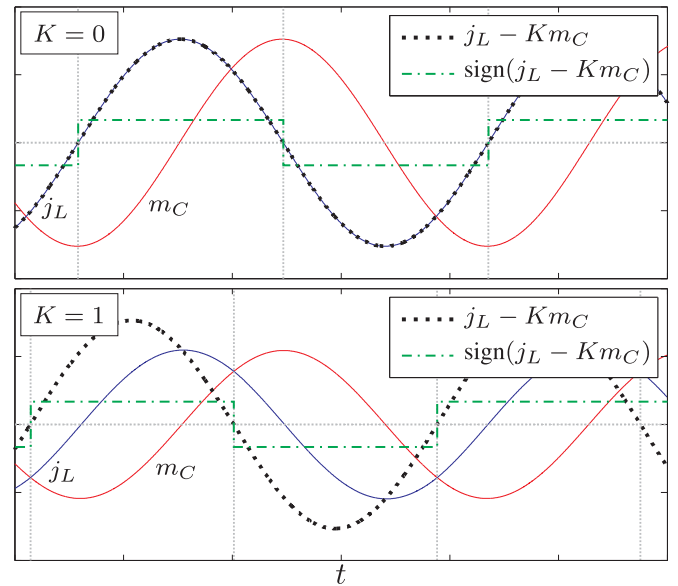 K = 0
j_L − Km_C
sign(j_L − Km_C)
j_L
m_C
K = 1
j_L − Km_C
sign(j_L − Km_C)
j_L
m_C
t